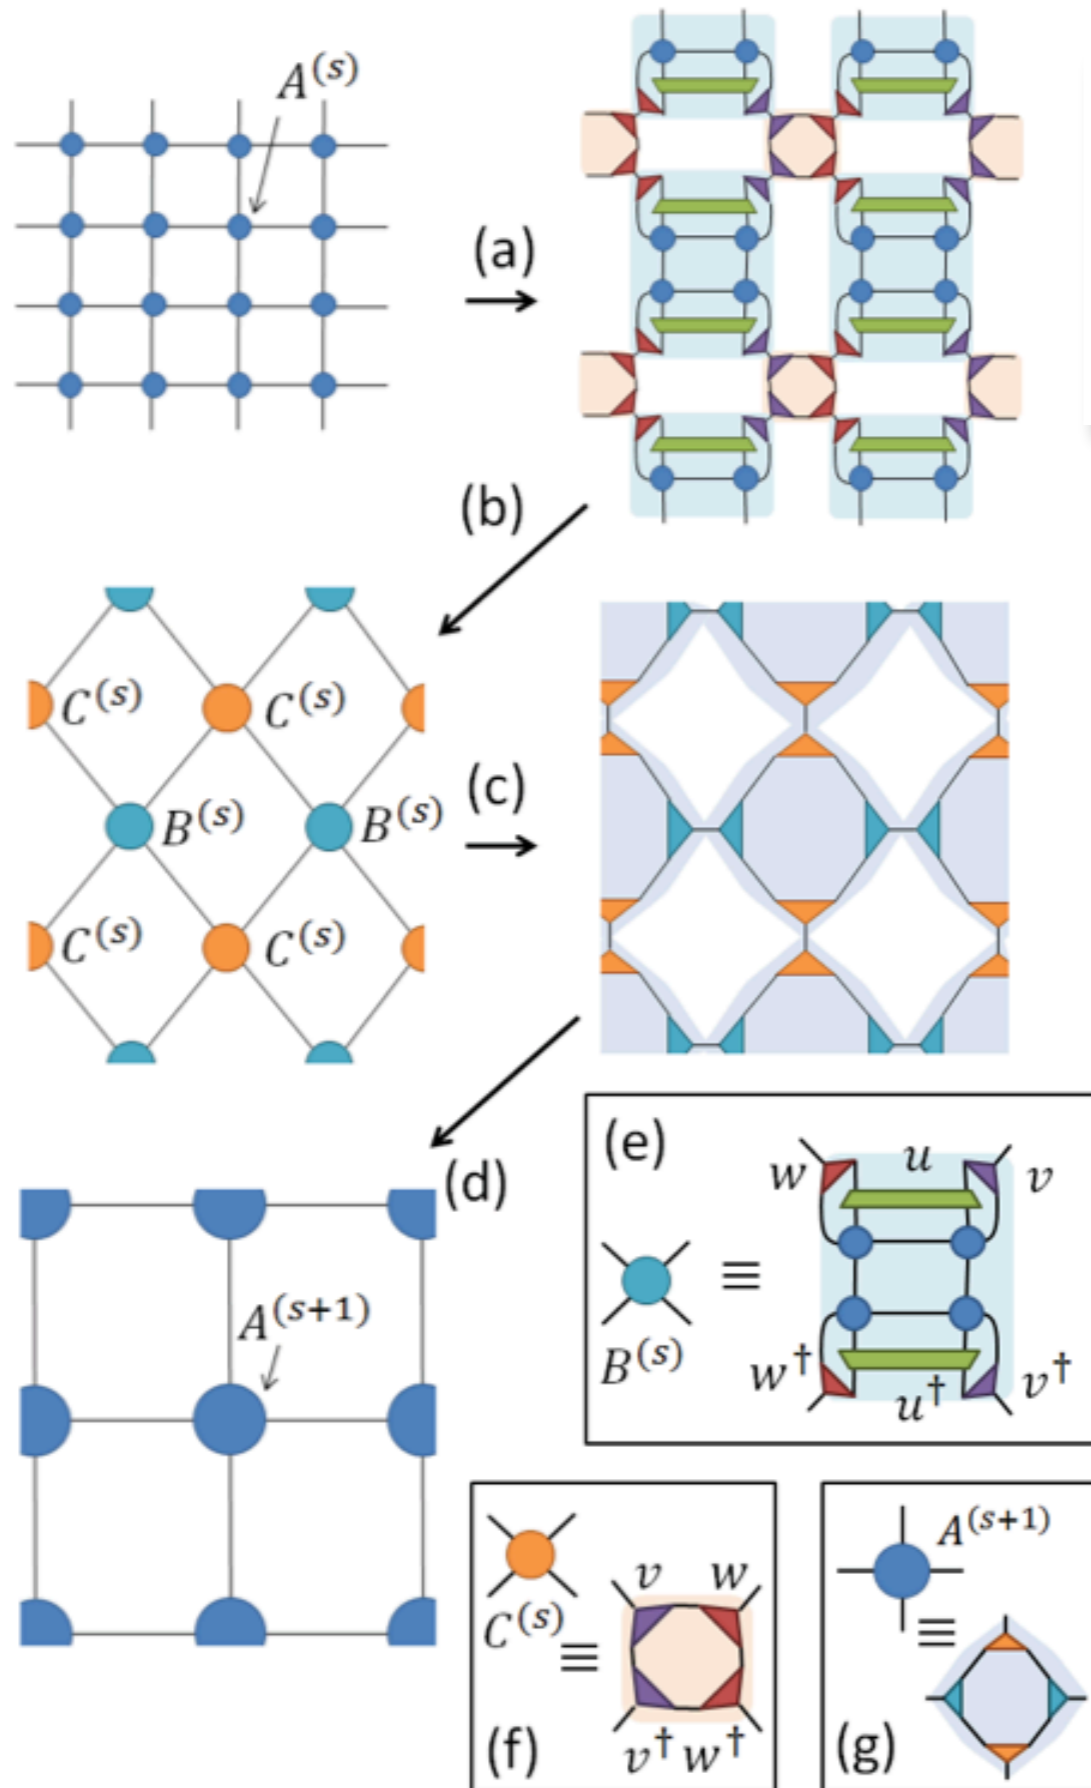 A^(s)
(a)
(b)
C^(s) C^(s)
B^(s) B^(s)
(c)
C^(s) C^(s)
(d)
A^(s+1)
(e)
w u v
≡
B^(s)
w† u† v†
(f)
C^(s)
≡
v w
v† w†
(g)
A^(s+1)
≡